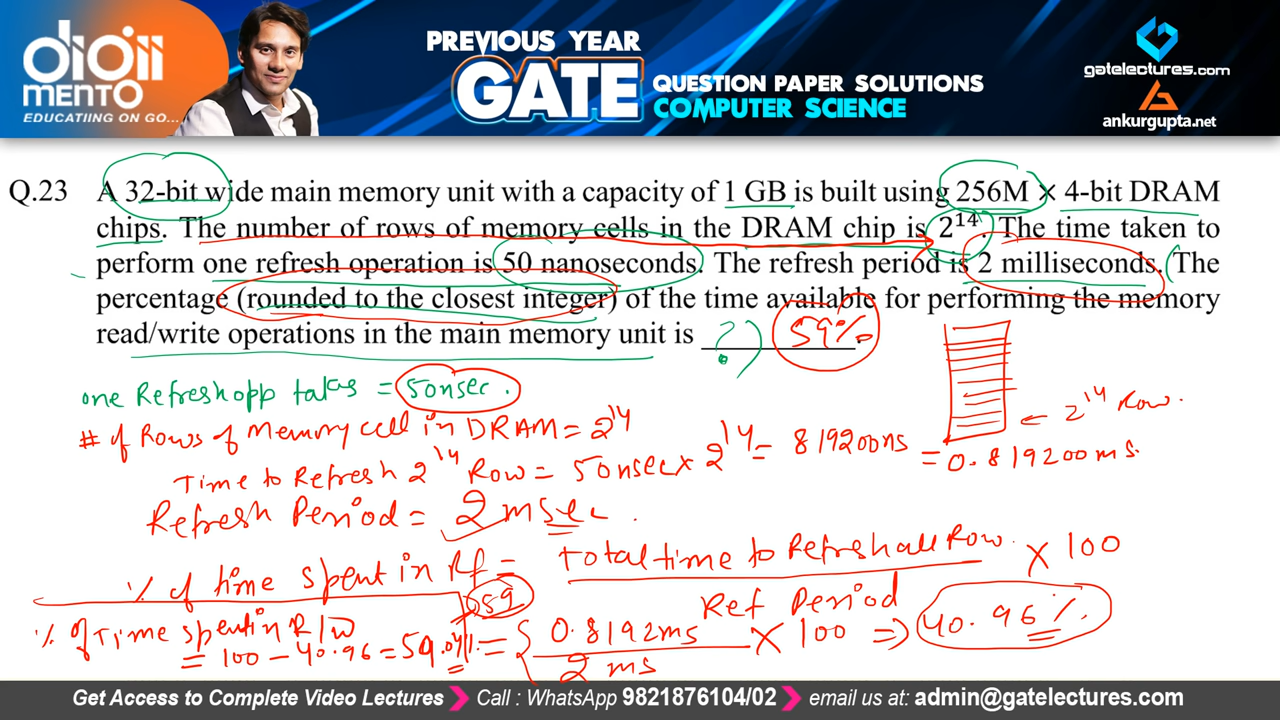 digii
MENTO
EDUCATIING ON GO...
PREVIOUS YEAR
GATE
QUESTION PAPER SOLUTIONS
COMPUTER SCIENCE
gatelectures.com
ankurgupta.net
Q.23 A 32-bit wide main memory unit with a capacity of 1 GB is built using 256M × 4-bit DRAM
chips. The number of rows of memory cells in the DRAM chip is 2¹⁴. The time taken to
perform one refresh operation is 50 nanoseconds. The refresh period is 2 milliseconds. The
percentage (rounded to the closest integer) of the time available for performing the memory
read/write operations in the main memory unit is ________.
?
59%
one Refresh opp takes = 50nsec.
# of Rows of Memory cell in DRAM = 2¹⁴
← 2¹⁴ Row.
Time to Refresh 2¹⁴ Row = 50nsec × 2¹⁴ = 819200ns = 0.819200ms.
Refresh Period = 2msec.
% of time spent in Rf = Total time to Refresh all Row × 100
Ref Period
= 0.8192ms × 100 ⇒ 40.96%
2 ms
59
% of Time spent in R/W
= 100 - 40.96 = 59.04%
Get Access to Complete Video Lectures Call : WhatsApp 9821876104/02 email us at: admin@gatelectures.com